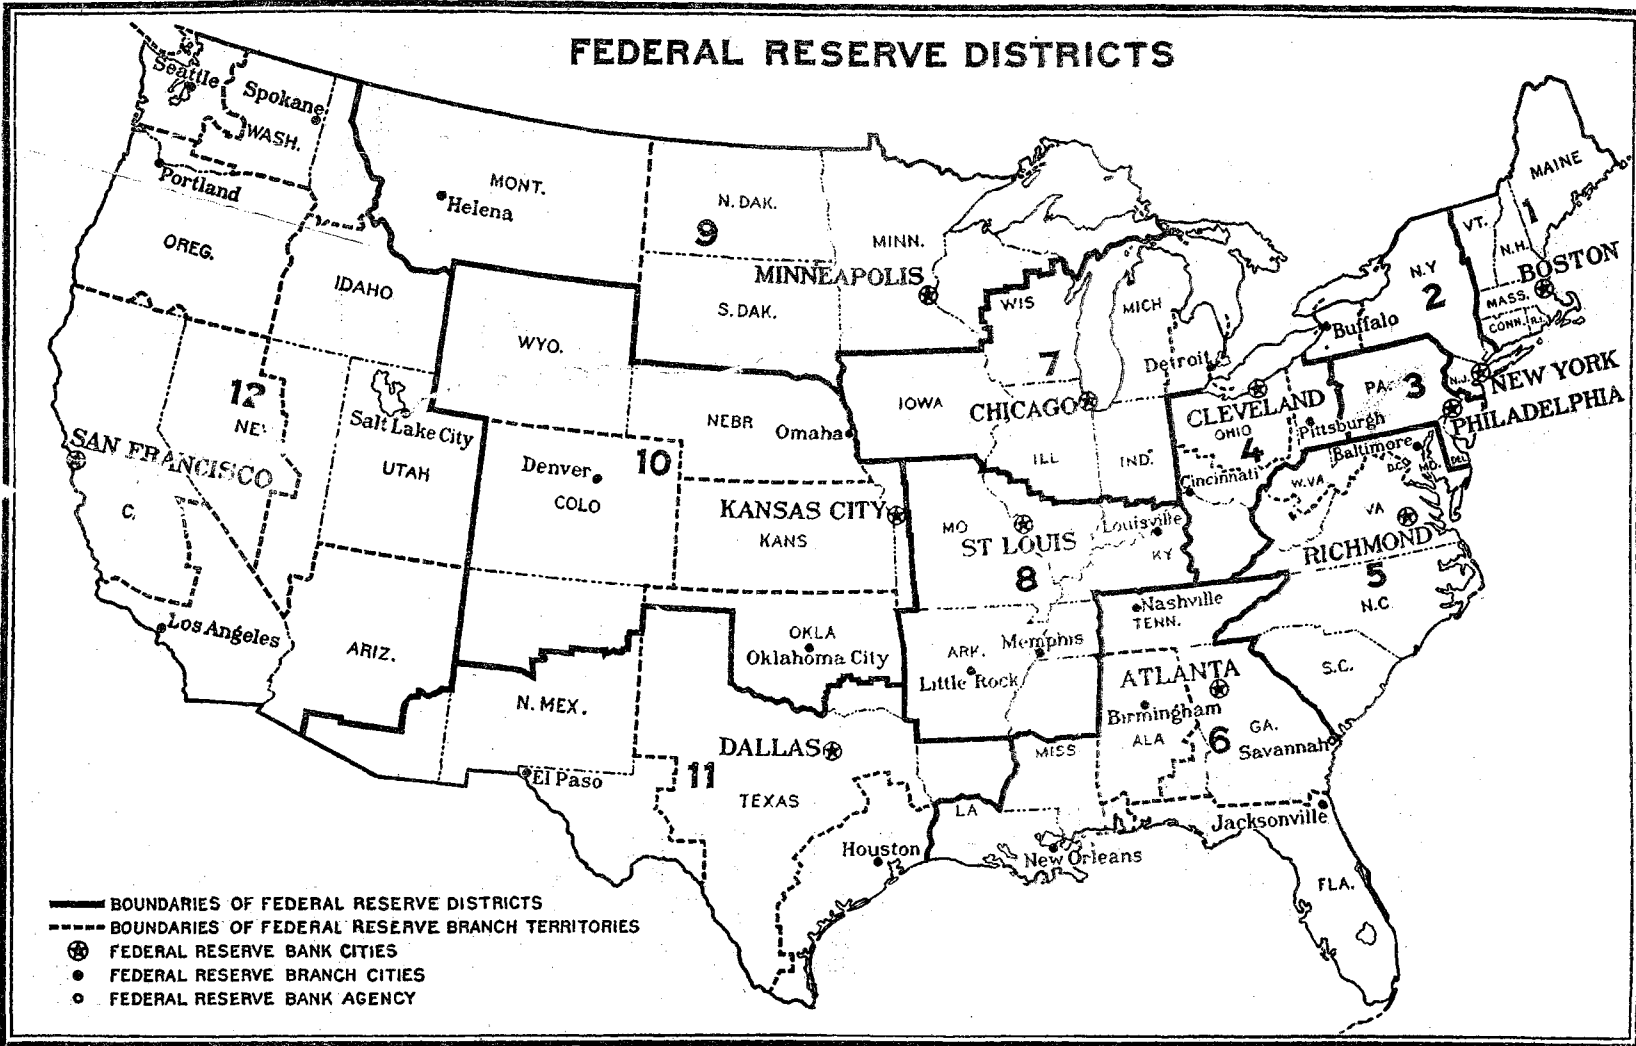 FEDERAL RESERVE DISTRICTS
Seattle
Spokane
WASH.
Portland
OREG.
IDAHO
MONT.
Helena
N. DAK.
9
MINN.
MINNEAPOLIS
S. DAK.
WYO.
WIS
MICH
7
Detroit
MAINE
VT.
1
N.H.
BOSTON
N.Y
2
MASS.
CONN.
R.I.
Buffalo
NEW YORK
N.J.
PA.
3
PHILADELPHIA
CLEVELAND
OHIO
4
Pittsburgh
Cincinnati
Baltimore
D.C.
MD.
DEL.
W.VA
VA
RICHMOND
5
N.C.
S.C.
12
NEV
SAN FRANCISCO
C.
Salt Lake City
UTAH
Los Angeles
ARIZ.
Denver
10
COLO
NEBR
Omaha
IOWA
CHICAGO
ILL
IND.
KANSAS CITY
KANS
MO
ST LOUIS
8
Louisville
KY
Nashville
TENN.
OKLA
Oklahoma City
ARK.
Memphis
Little Rock
ATLANTA
Birmingham
ALA
6
GA.
Savannah
N. MEX.
El Paso
DALLAS
11
TEXAS
Houston
MISS
LA
New Orleans
Jacksonville
FLA.
BOUNDARIES OF FEDERAL RESERVE DISTRICTS
BOUNDARIES OF FEDERAL RESERVE BRANCH TERRITORIES
FEDERAL RESERVE BANK CITIES
FEDERAL RESERVE BRANCH CITIES
FEDERAL RESERVE BANK AGENCY